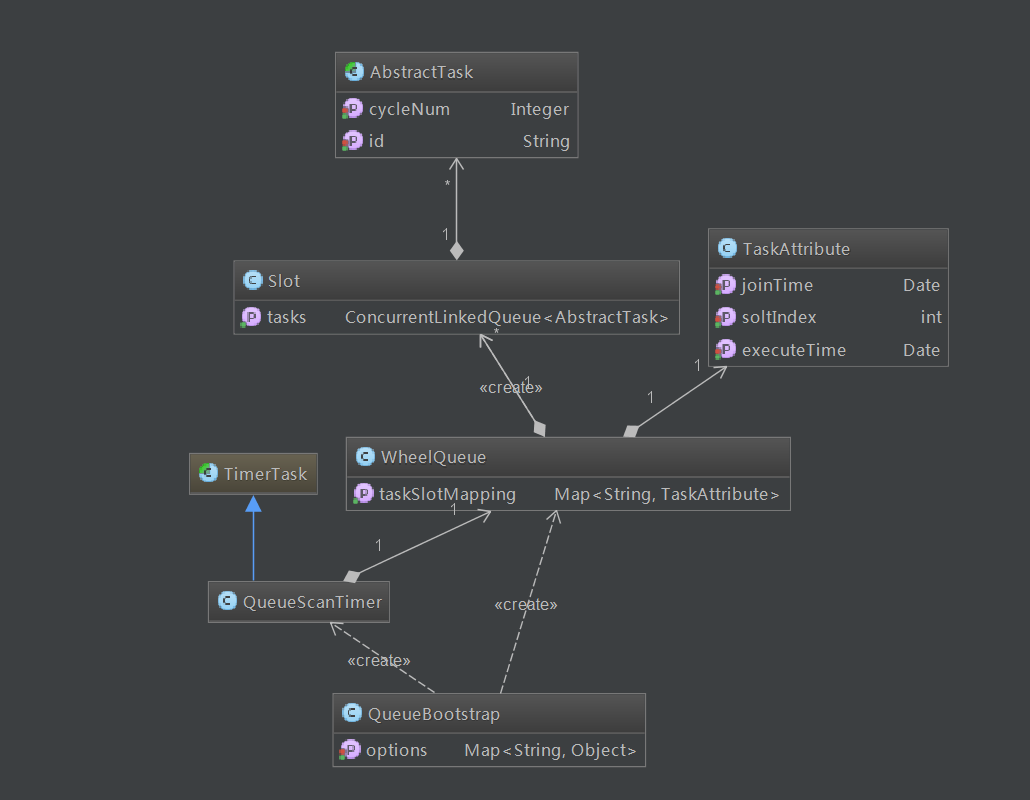 AbstractTask
cycleNum Integer
id String
*
1
TaskAttribute
joinTime Date
soltIndex int
executeTime Date
Slot
tasks ConcurrentLinkedQueue<AbstractTask>
*
1
«create»
1
1
WheelQueue
taskSlotMapping Map<String, TaskAttribute>
TimerTask
1
1
QueueScanTimer
«create»
«create»
QueueBootstrap
options Map<String, Object>